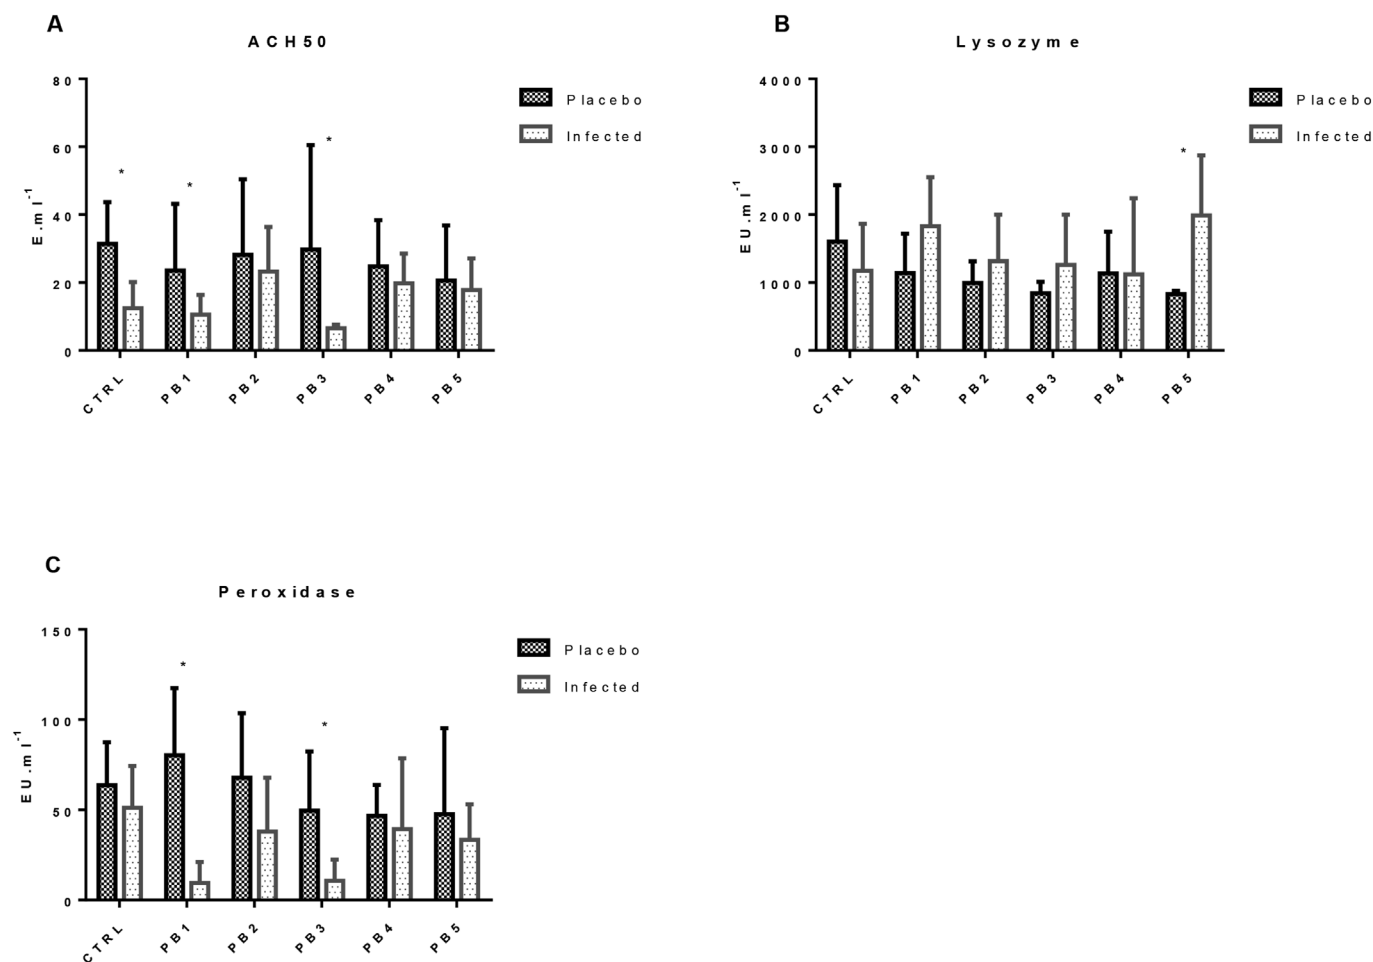 A
ACH50
80
60
40
20
0
E.ml-1
Placebo
Infected
*
*
*
CTRL
PB1
PB2
PB3
PB4
PB5
B
Lysozyme
4000
3000
2000
1000
0
EU.ml-1
Placebo
Infected
*
CTRL
PB1
PB2
PB3
PB4
PB5
C
Peroxidase
150
100
50
0
EU.ml-1
Placebo
Infected
*
*
CTRL
PB1
PB2
PB3
PB4
PB5